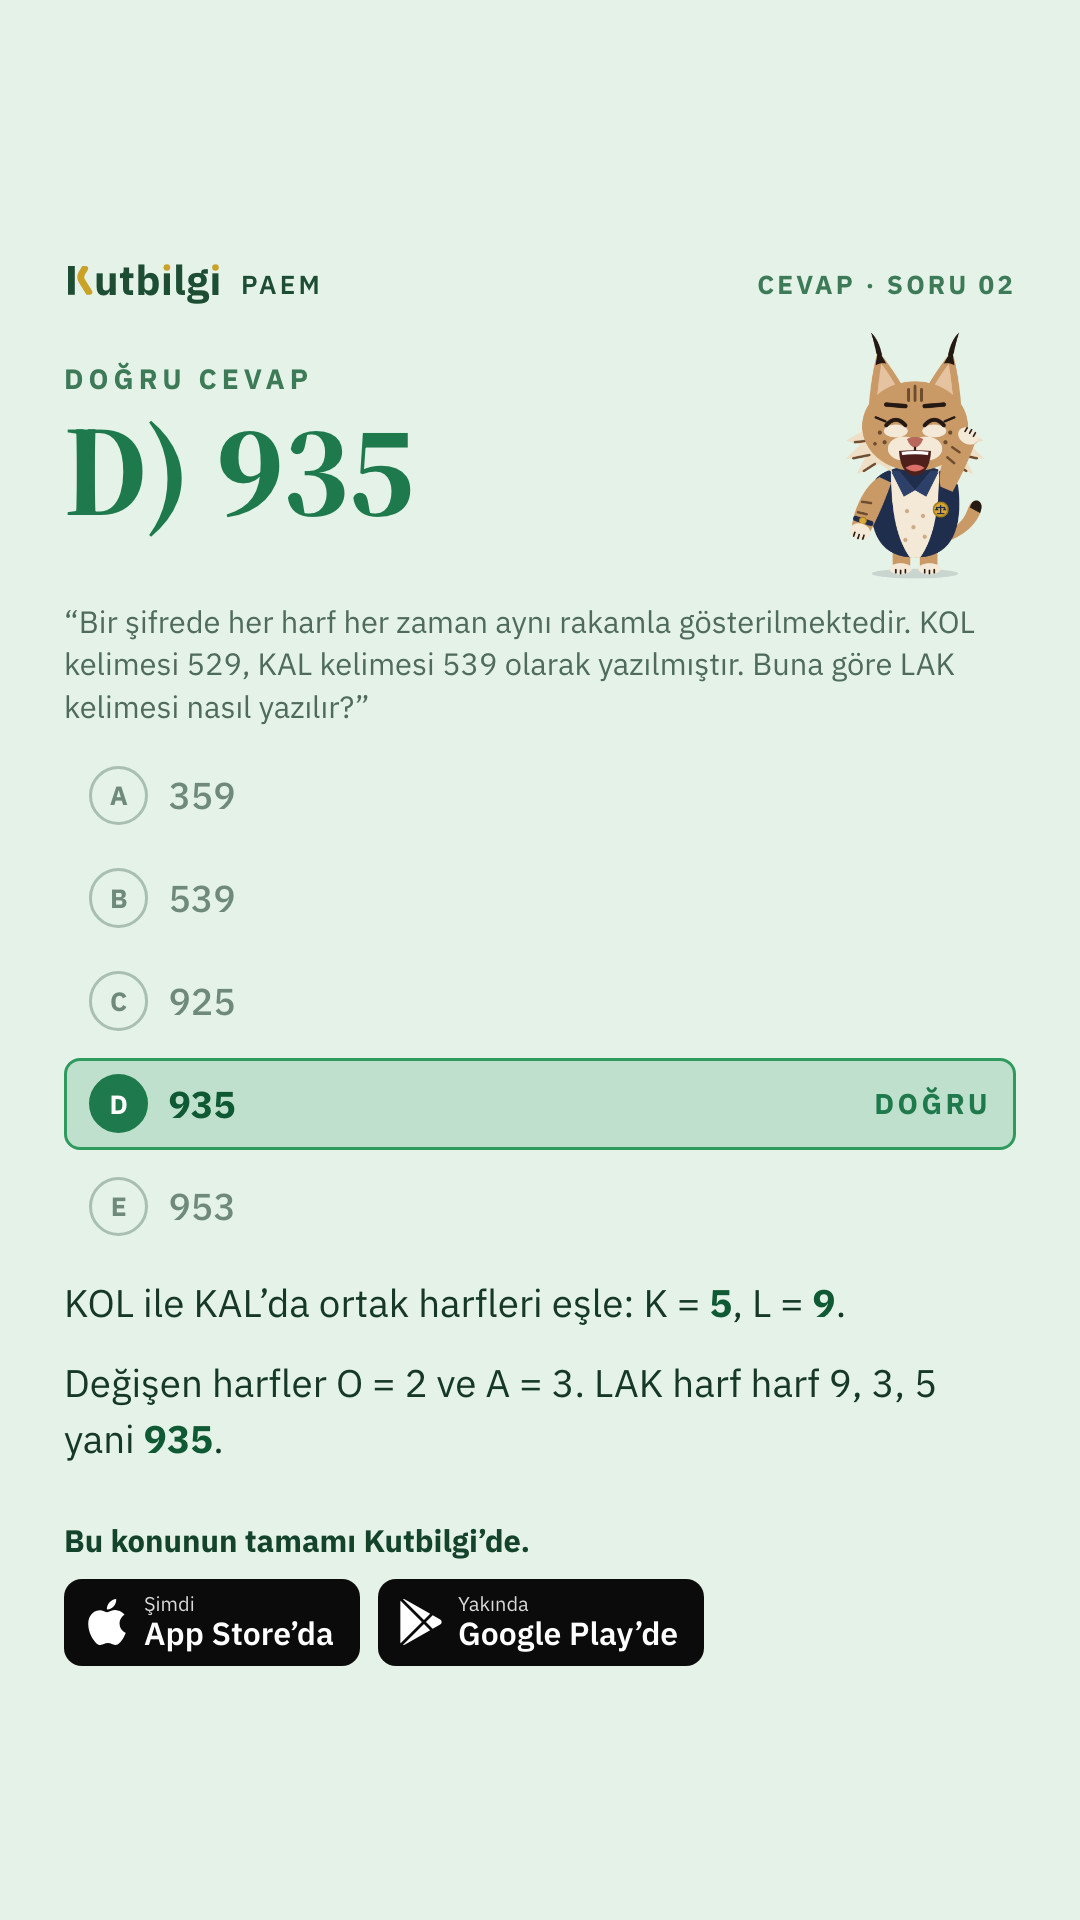 Kutbilgi PAEM
CEVAP · SORU 02
DOĞRU CEVAP
D) 935
“Bir şifrede her harf her zaman aynı rakamla gösterilmektedir. KOL
kelimesi 529, KAL kelimesi 539 olarak yazılmıştır. Buna göre LAK
kelimesi nasıl yazılır?”
A 359
B 539
C 925
D 935 DOĞRU
E 953
KOL ile KAL’da ortak harfleri eşle: K = 5, L = 9.
Değişen harfler O = 2 ve A = 3. LAK harf harf 9, 3, 5
yani 935.
Bu konunun tamamı Kutbilgi’de.
Şimdi
App Store’da
Yakında
Google Play’de